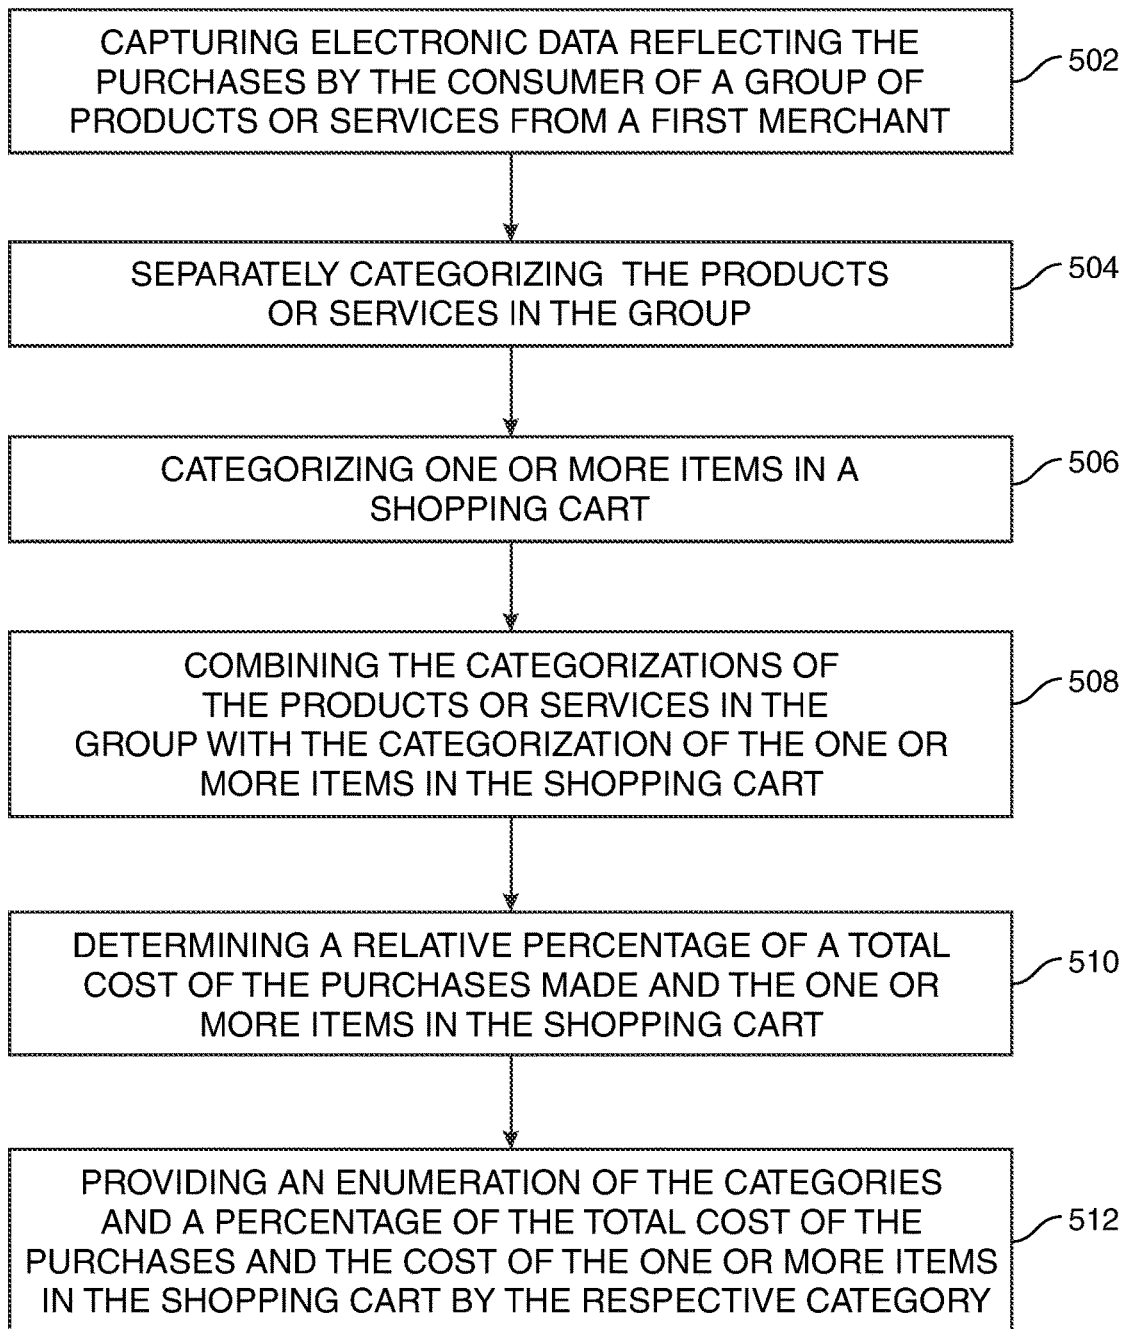 CAPTURING ELECTRONIC DATA REFLECTING THE
PURCHASES BY THE CONSUMER OF A GROUP OF
PRODUCTS OR SERVICES FROM A FIRST MERCHANT
502
SEPARATELY CATEGORIZING THE PRODUCTS
OR SERVICES IN THE GROUP
504
CATEGORIZING ONE OR MORE ITEMS IN A
SHOPPING CART
506
COMBINING THE CATEGORIZATIONS OF
THE PRODUCTS OR SERVICES IN THE
GROUP WITH THE CATEGORIZATION OF THE ONE OR
MORE ITEMS IN THE SHOPPING CART
508
DETERMINING A RELATIVE PERCENTAGE OF A TOTAL
COST OF THE PURCHASES MADE AND THE ONE OR
MORE ITEMS IN THE SHOPPING CART
510
PROVIDING AN ENUMERATION OF THE CATEGORIES
AND A PERCENTAGE OF THE TOTAL COST OF THE
PURCHASES AND THE COST OF THE ONE OR MORE ITEMS
IN THE SHOPPING CART BY THE RESPECTIVE CATEGORY
512